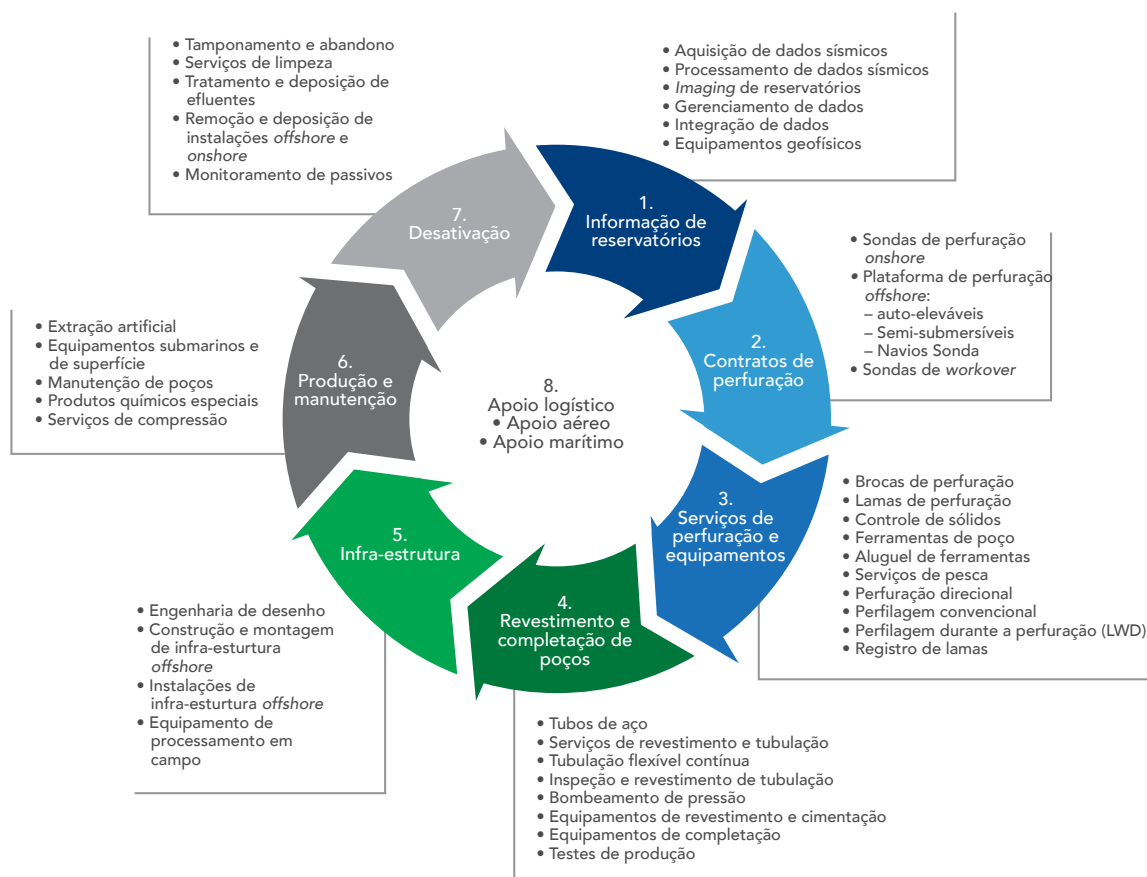 1.
Informação de
reservatórios
• Aquisição de dados sísmicos
• Processamento de dados sísmicos
• Imaging de reservatórios
• Gerenciamento de dados
• Integração de dados
• Equipamentos geofísicos
2.
Contratos de
perfuração
• Sondas de perfuração
onshore
• Plataforma de perfuração
offshore:
– auto-eleváveis
– Semi-submersíveis
– Navios Sonda
• Sondas de workover
3.
Serviços de
perfuração e
equipamentos
• Brocas de perfuração
• Lamas de perfuração
• Controle de sólidos
• Ferramentas de poço
• Aluguel de ferramentas
• Serviços de pesca
• Perfuração direcional
• Perfilagem convencional
• Perfilagem durante a perfuração (LWD)
• Registro de lamas
4.
Revestimento e
completação de
poços
• Tubos de aço
• Serviços de revestimento e tubulação
• Tubulação flexível contínua
• Inspeção e revestimento de tubulação
• Bombeamento de pressão
• Equipamentos de revestimento e cimentação
• Equipamentos de completação
• Testes de produção
5.
Infra-estrutura
• Engenharia de desenho
• Construção e montagem
de infra-esturtura
offshore
• Instalações de
infra-esturtura offshore
• Equipamento de
processamento em
campo
6.
Produção e
manutenção
• Extração artificial
• Equipamentos submarinos e
de superfície
• Manutenção de poços
• Produtos químicos especiais
• Serviços de compressão
7.
Desativação
• Tamponamento e abandono
• Serviços de limpeza
• Tratamento e deposição de
efluentes
• Remoção e deposição de
instalações offshore e
onshore
• Monitoramento de passivos
8.
Apoio logístico
• Apoio aéreo
• Apoio marítimo